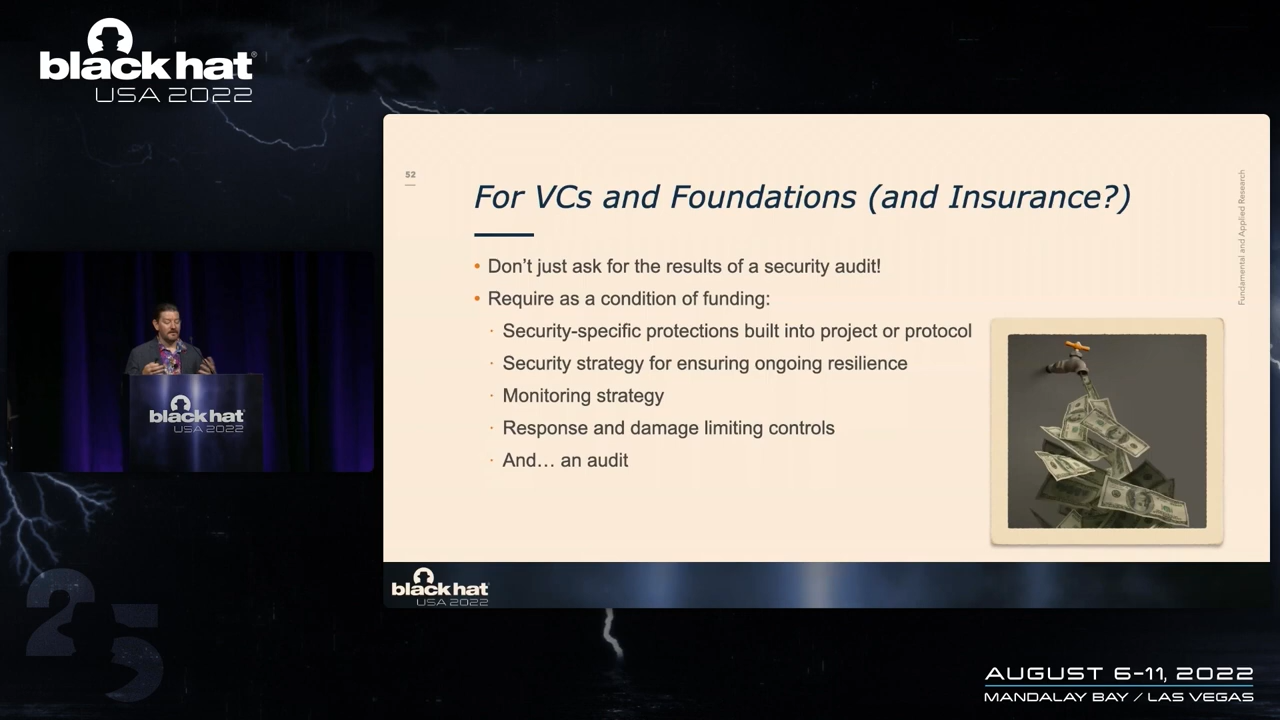 black hat®
USA 2022
52
For VCs and Foundations (and Insurance?)
Fundamental and Applied Research
• Don’t just ask for the results of a security audit!
• Require as a condition of funding:
· Security-specific protections built into project or protocol
· Security strategy for ensuring ongoing resilience
· Monitoring strategy
· Response and damage limiting controls
· And… an audit
black hat
USA 2022
black hat
USA 2022
25
AUGUST 6-11, 2022
MANDALAY BAY / LAS VEGAS